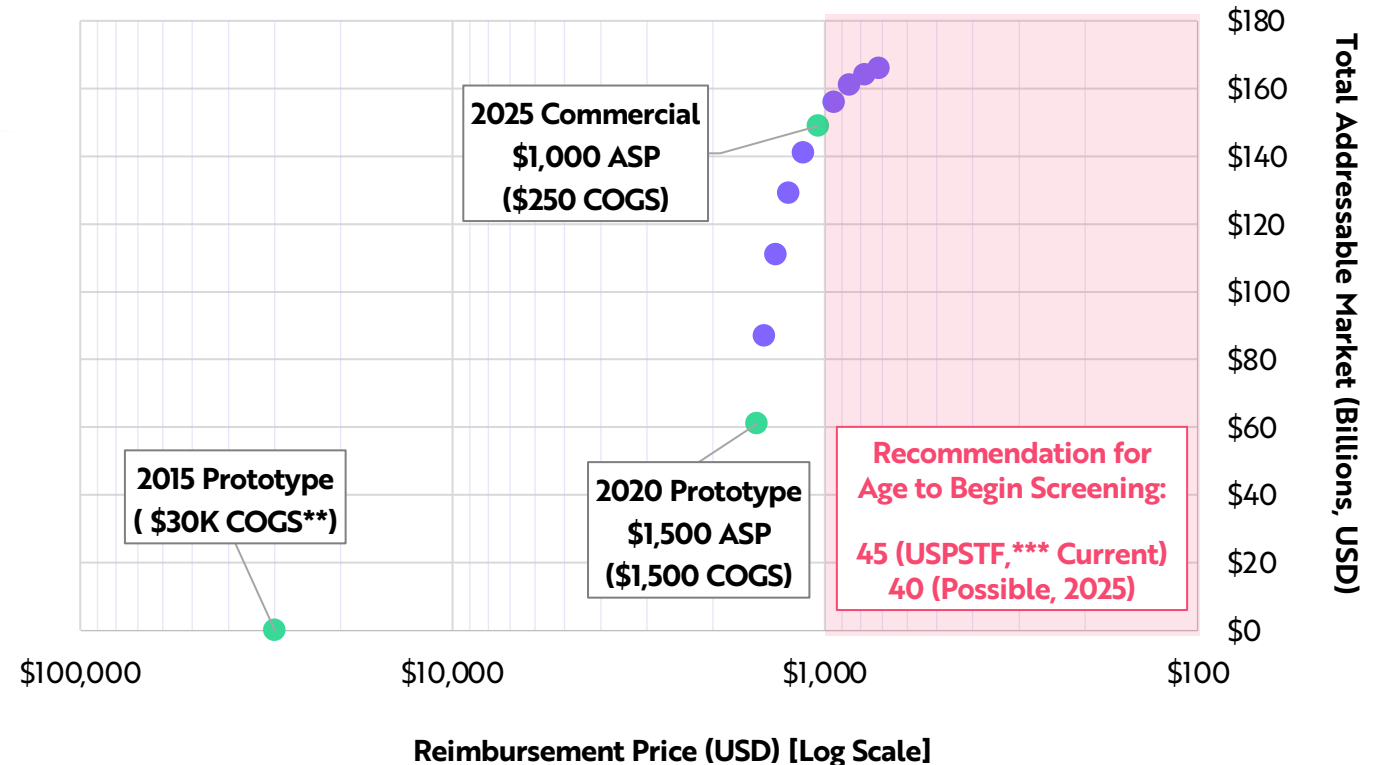 2025 Commercial
$1,000 ASP
($250 COGS)
2015 Prototype
( $30K COGS**)
2020 Prototype
$1,500 ASP
($1,500 COGS)
Recommendation for
Age to Begin Screening:
45 (USPSTF,*** Current)
40 (Possible, 2025)
$180
$160
$140
$120
$100
$80
$60
$40
$20
$0
Total Addressable Market (Billions, USD)
$100,000
$10,000
$1,000
$100
Reimbursement Price (USD) [Log Scale]